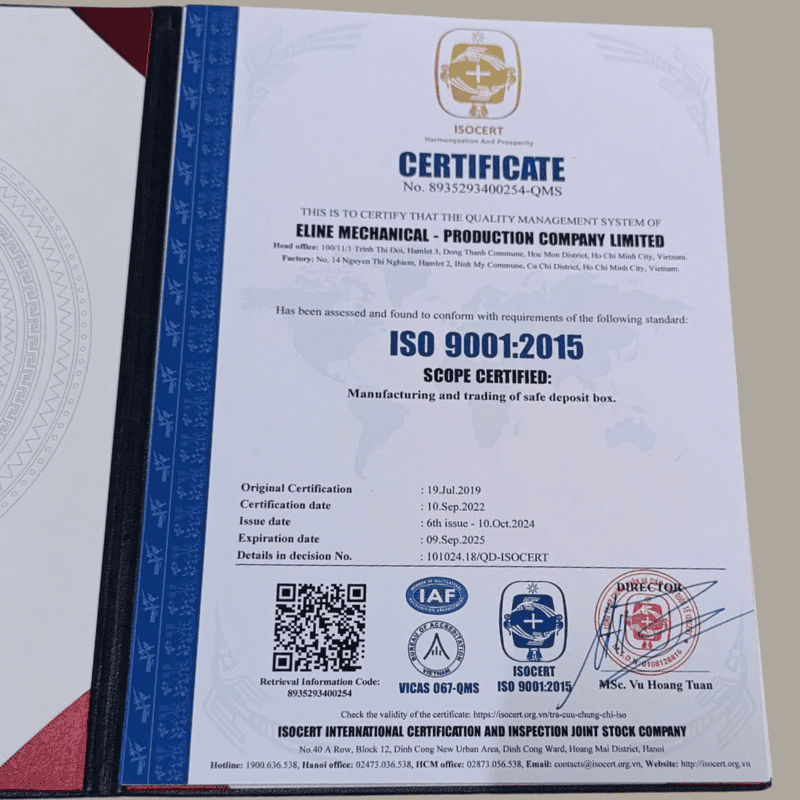 ISOCERT
Harmonyzation And Prosperity
CERTIFICATE
No. 8935293400254-QMS
THIS IS TO CERTIFY THAT THE QUALITY MANAGEMENT SYSTEM OF
ELINE MECHANICAL - PRODUCTION COMPANY LIMITED
Head office: 100/11/1 Trinh Thi Doi, Hamlet 3, Dong Thanh Commune, Hoc Mon District, Ho Chi Minh City, Vietnam.
Factory: No. 14 Nguyen Thi Nghiem, Hamlet 2, Binh My Commune, Cu Chi District, Ho Chi Minh City, Vietnam.
Has been assessed and found to conform with requirements of the following standard:
ISO 9001:2015
SCOPE CERTIFIED:
Manufacturing and trading of safe deposit box.
Original Certification : 19.Jul.2019
Certification date : 10.Sep.2022
Issue date : 6th issue - 10.Oct.2024
Expiration date : 09.Sep.2025
Details in decision No. : 101024.18/QD-ISOCERT
Retrieval Information Code:
8935293400254
MEMBER OF MULTILATERAL
IAF
RECOGNITION ARRANGEMENT
BUREAU OF ACCREDITATION
VIETNAM
VICAS 067-QMS
ISOCERT
ISO 9001:2015
DIRECTOR
M.S.D.N:0108126816
MSc. Vu Hoang Tuan
Check the validity of the certificate: https://isocert.org.vn/tra-cuu-chung-chi-iso
ISOCERT INTERNATIONAL CERTIFICATION AND INSPECTION JOINT STOCK COMPANY
No.40 A Row, Block 12, Dinh Cong New Urban Area, Dinh Cong Ward, Hoang Mai District, Hanoi
Hotline: 1900.636.538, Hanoi office: 02473.036.538, HCM office: 02873.056.538, Email: contacts@isocert.org.vn, Website: http://isocert.org.vn